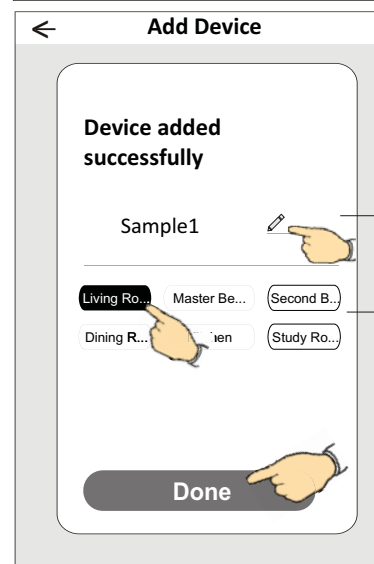 Add Device
Device added
successfully
Sample1
Living Ro... Master Be... Second B...
Dining R... Study Ro...
Done